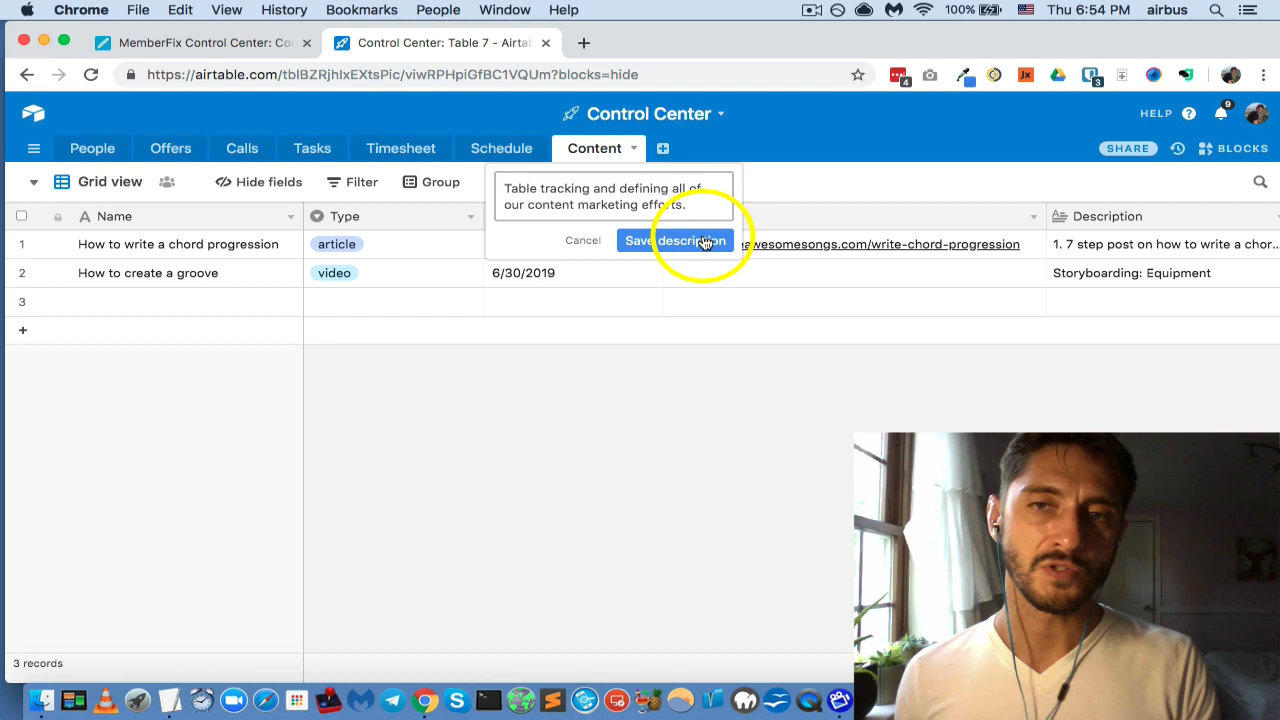 Chrome File Edit View History Bookmarks People Window Help 100% Thu 6:54 PM airbus
MemberFix Control Center: Co
Control Center: Table 7 - Airta
https://airtable.com/tblBZRjhIxEXtsPic/viwRPHpiGfBC1VQUm?blocks=hide
4
3
Control Center
HELP
9
People Offers Calls Tasks Timesheet Schedule Content
SHARE BLOCKS
Grid view Hide fields Filter Group
Table tracking and defining all of
our content marketing efforts.
Cancel Save description
Name Type Description
1 How to write a chord progression article awesomesongs.com/write-chord-progression 1. 7 step post on how to write a chor...
2 How to create a groove video 6/30/2019 Storyboarding: Equipment
3
+
3 records